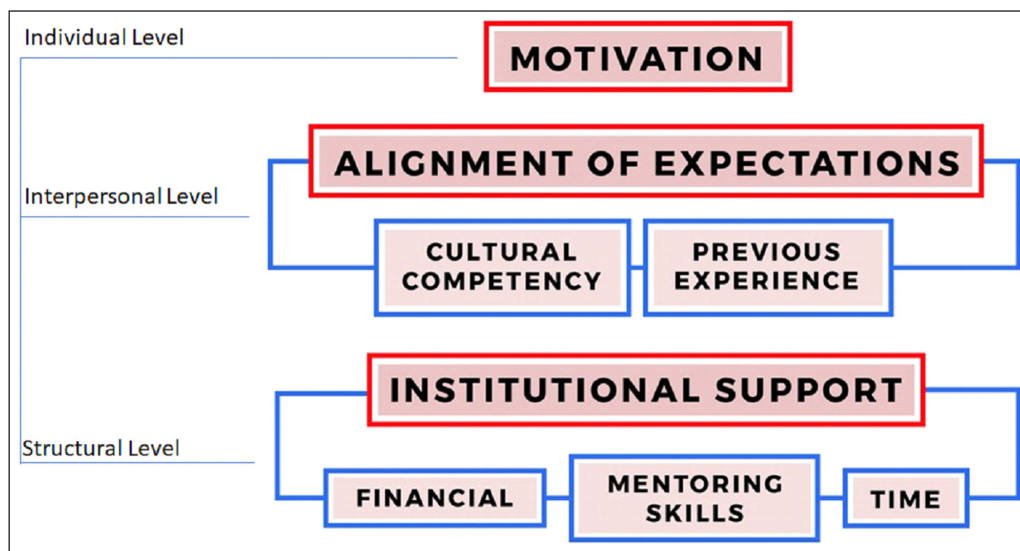 Individual Level
MOTIVATION
ALIGNMENT OF EXPECTATIONS
Interpersonal Level
CULTURAL
COMPETENCY
PREVIOUS
EXPERIENCE
INSTITUTIONAL SUPPORT
Structural Level
FINANCIAL
MENTORING
SKILLS
TIME